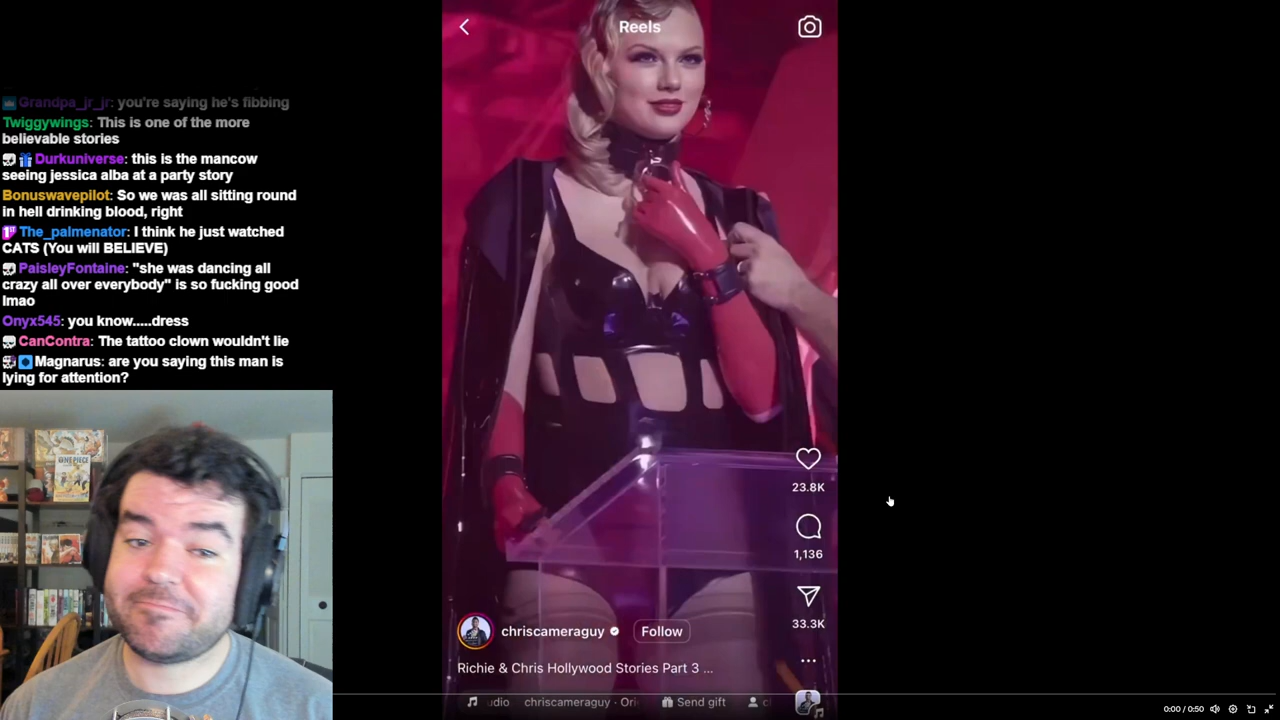 Grandpa_jr_jr: you're saying he's fibbing
Twiggywings: This is one of the more
believable stories
Durkuniverse: this is the mancow
seeing jessica alba at a party story
Bonuswavepilot: So we was all sitting round
in hell drinking blood, right
The_palmenator: I think he just watched
CATS (You will BELIEVE)
PaisleyFontaine: "she was dancing all
crazy all over everybody" is so fucking good
lmao
Onyx545: you know.....dress
CanContra: The tattoo clown wouldn't lie
Magnarus: are you saying this man is
lying for attention?
ONE PIECE
Reels
23.8K
1,136
33.3K
chriscameraguy
Follow
Richie & Chris Hollywood Stories Part 3 ...
udio chriscameraguy · Ori
Send gift
c
0:00 / 0:50